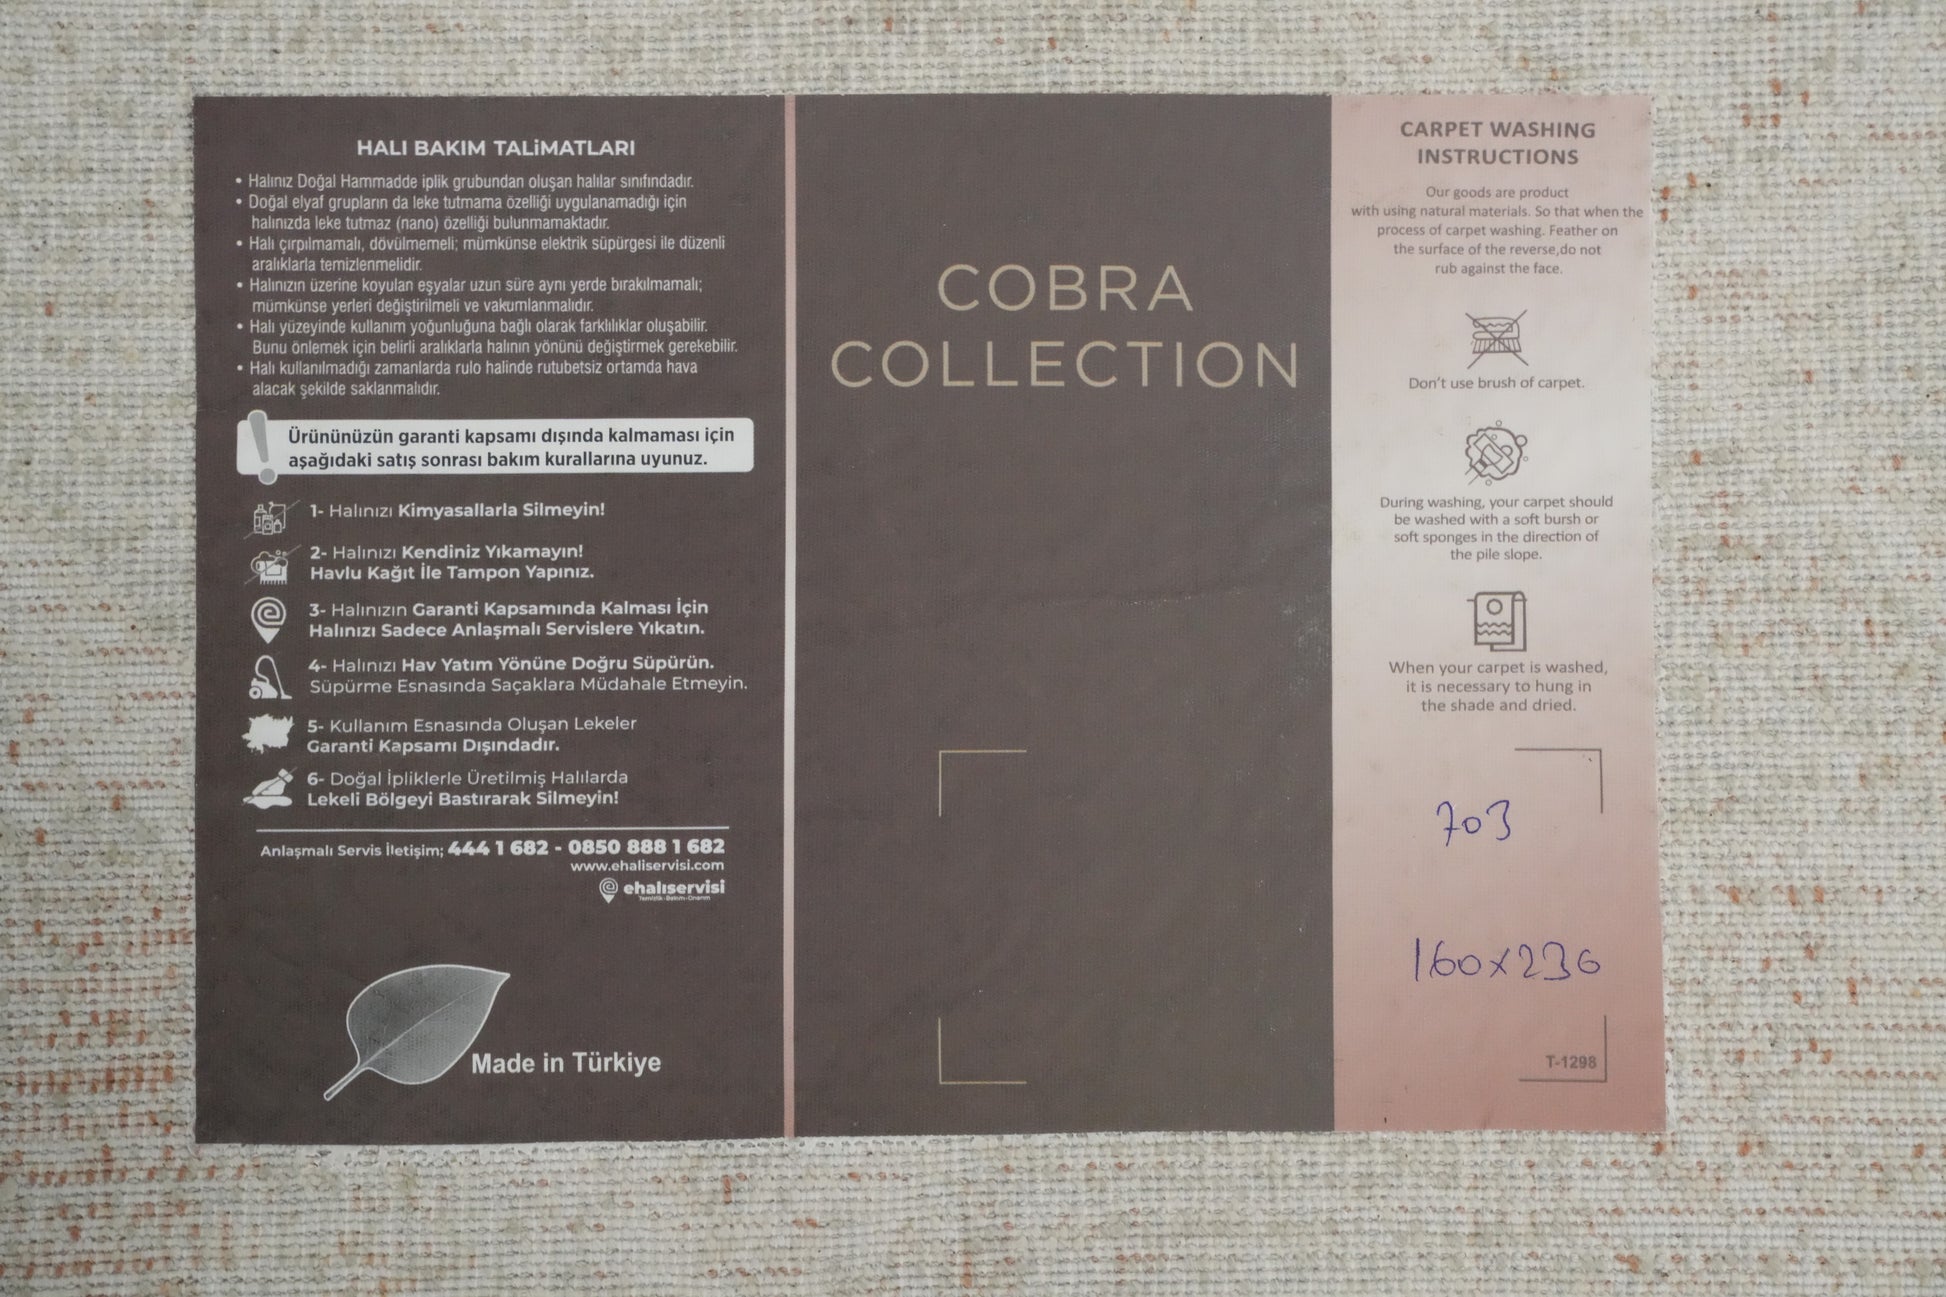 HALI BAKIM TALiMATLARI
• Halınız Doğal Hammadde iplik grubundan oluşan halılar sınıfındadır.
• Doğal elyaf grupların da leke tutmama özelliği uygulanamadığı için
halınızda leke tutmaz (nano) özelliği bulunmamaktadır.
• Halı çırpılmamalı, dövülmemeli; mümkünse elektrik süpürgesi ile düzenli
aralıklarla temizlenmelidir.
• Halınızın üzerine koyulan eşyalar uzun süre aynı yerde bırakılmamalı;
mümkünse yerleri değiştirilmeli ve vakumlanmalıdır.
• Halı yüzeyinde kullanım yoğunluğuna bağlı olarak farklılıklar oluşabilir.
Bunu önlemek için belirli aralıklarla halının yönünü değiştirmek gerekebilir.
• Halı kullanılmadığı zamanlarda rulo halinde rutubetsiz ortamda hava
alacak şekilde saklanmalıdır.
Ürününüzün garanti kapsamı dışında kalmaması için
aşağıdaki satış sonrası bakım kurallarına uyunuz.
1- Halınızı Kimyasallarla Silmeyin!
2- Halınızı Kendiniz Yıkamayın!
Havlu Kağıt İle Tampon Yapınız.
3- Halınızın Garanti Kapsamında Kalması İçin
Halınızı Sadece Anlaşmalı Servislere Yıkatın.
4- Halınızı Hav Yatım Yönüne Doğru Süpürün.
Süpürme Esnasında Saçaklara Müdahale Etmeyin.
5- Kullanım Esnasında Oluşan Lekeler
Garanti Kapsamı Dışındadır.
6- Doğal İpliklerle Üretilmiş Halılarda
Lekeli Bölgeyi Bastırarak Silmeyin!
Anlaşmalı Servis İletişim; 444 1 682 - 0850 888 1 682
www.ehaliservisi.com
ehalıservisi
Temizlik-Bakım-Onarım
Made in Türkiye
COBRA
COLLECTION
CARPET WASHING
INSTRUCTIONS
Our goods are product
with using natural materials. So that when the
process of carpet washing. Feather on
the surface of the reverse,do not
rub against the face.
Don't use brush of carpet.
During washing, your carpet should
be washed with a soft bursh or
soft sponges in the direction of
the pile slope.
When your carpet is washed,
it is necessary to hung in
the shade and dried.
703
160x236
T-1298